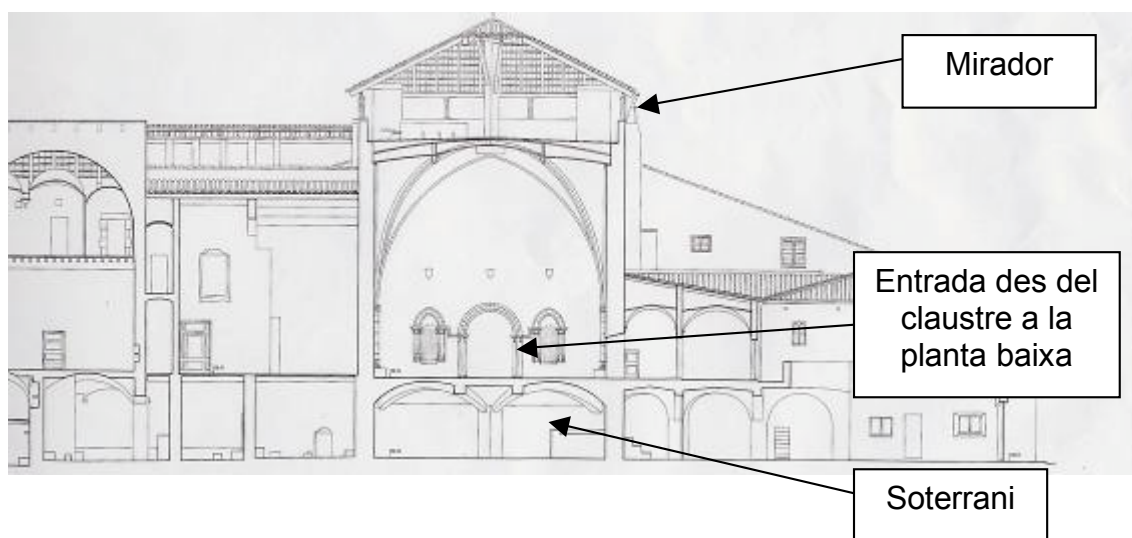 Mirador
Entrada des del
claustre a la
planta baixa
Soterrani